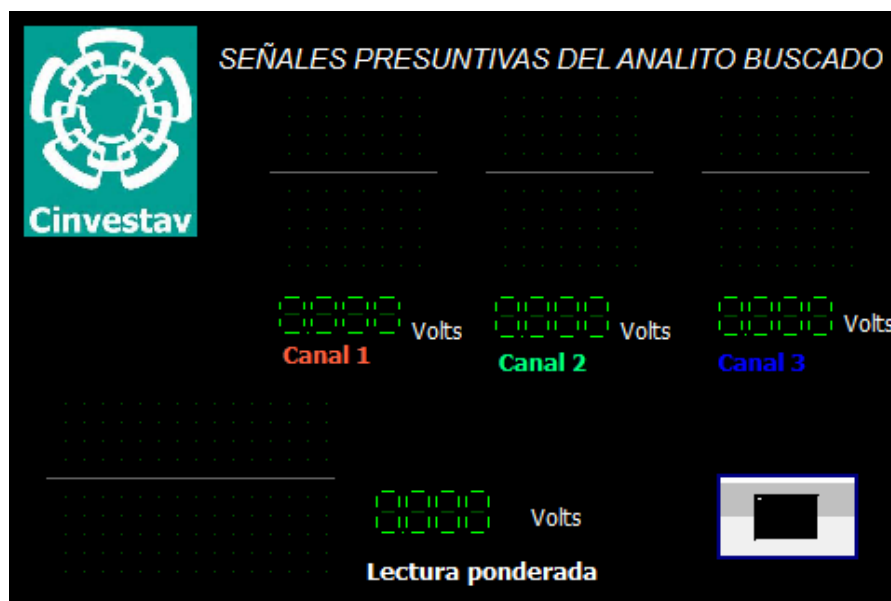 SEÑALES PRESUNTIVAS DEL ANALITO BUSCADO
Cinvestav
Volts
Volts
Volts
Canal 1
Canal 2
Canal 3
Volts
Lectura ponderada